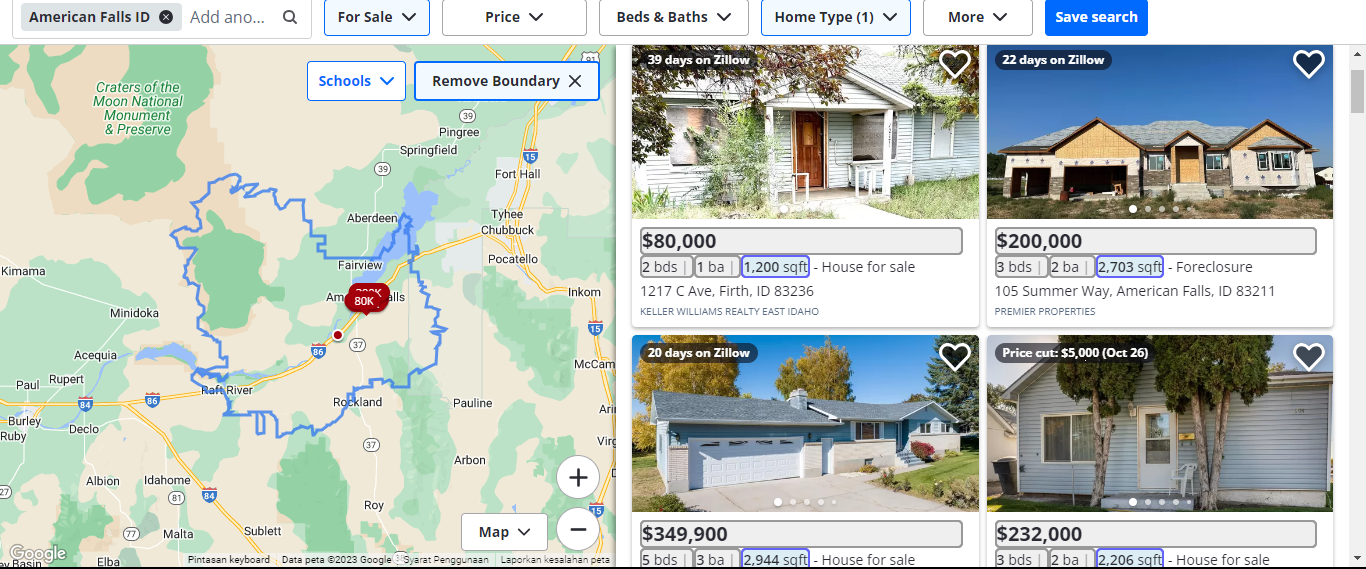 American Falls ID
Add ano...
For Sale
Price
Beds & Baths
Home Type (1)
More
Save search
Schools
Remove Boundary
Craters of the
Moon National
Monument
& Preserve
91
39
Pingree
Springfield
15
39
Fort Hall
Aberdeen
Tyhee
Chubbuck
Fairview
Pocatello
Kimama
80K
Inkom
Minidoka
15
37
86
Acequia
McCam
Paul
Rupert
Raft River
84
86
Rockland
Pauline
Burley
Declo
Ruby
37
Arbon
Albion
Idahome
27
81
84
15
Roy
Malta
77
Sublett
Elba
Map
Google
Pintasan keyboard
Data peta ©2023 Google
Syarat Penggunaan
Laporkan kesalahan peta
39 days on Zillow
$80,000
2 bds | 1 ba | 1,200 sqft - House for sale
1217 C Ave, Firth, ID 83236
KELLER WILLIAMS REALTY EAST IDAHO
22 days on Zillow
$200,000
3 bds | 2 ba | 2,703 sqft - Foreclosure
105 Summer Way, American Falls, ID 83211
PREMIER PROPERTIES
20 days on Zillow
$349,900
5 bds | 3 ba | 2,944 sqft - House for sale
Price cut: $5,000 (Oct 26)
$232,000
3 bds | 2 ba | 2,206 sqft - House for sale